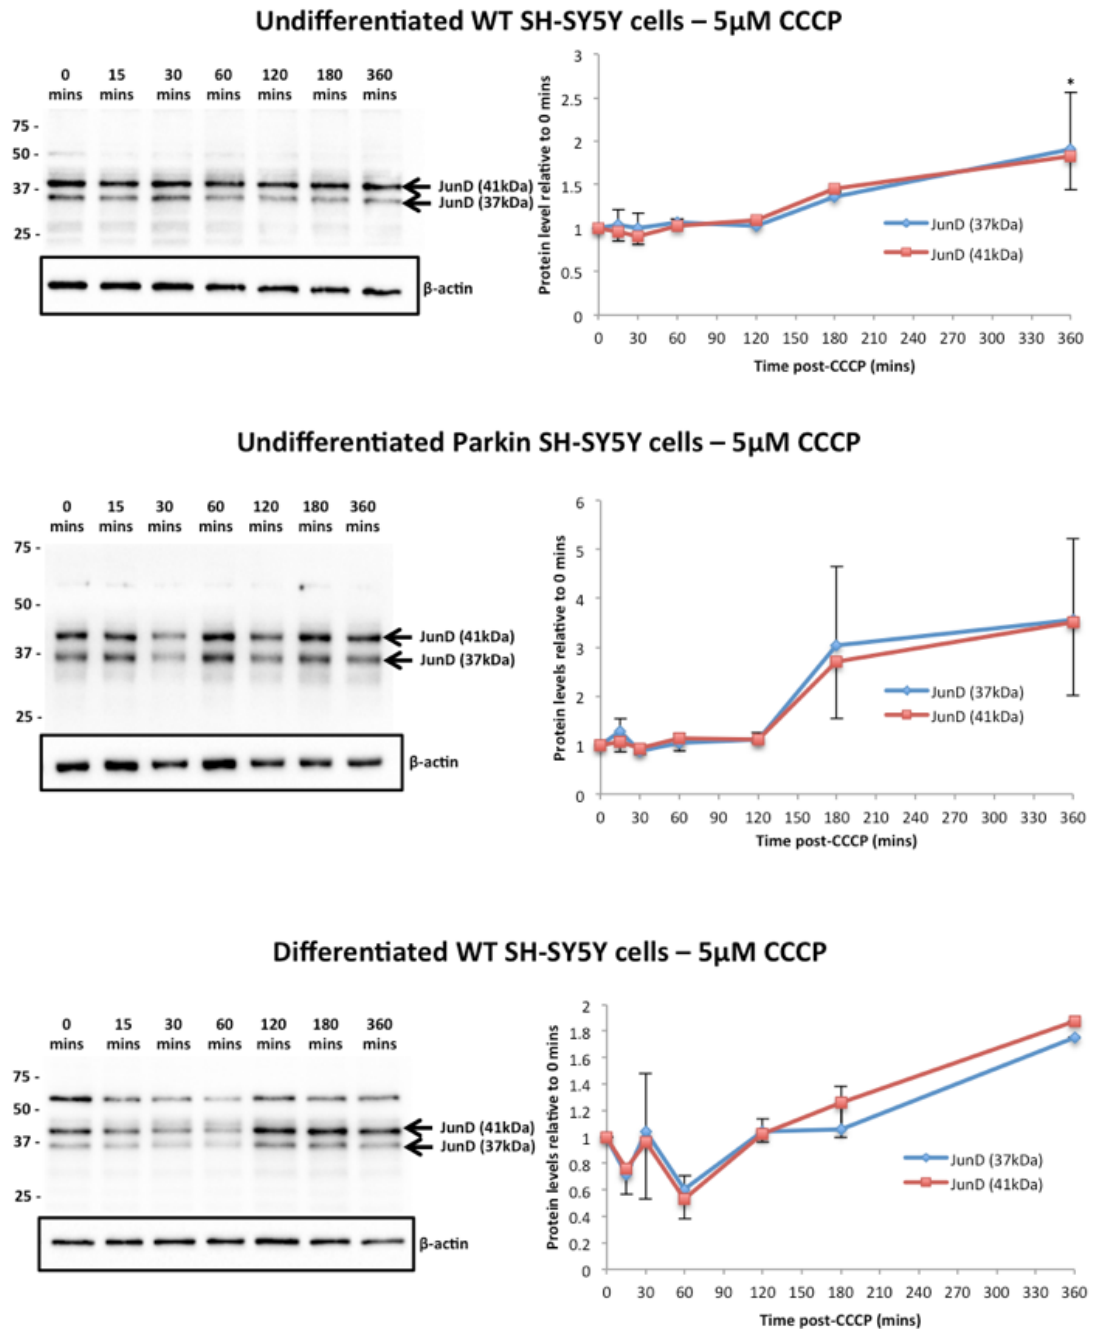 Undifferentiated WT SH-SY5Y cells – 5µM CCCP
0 15 30 60 120 180 360
mins mins mins mins mins mins mins
75 -
50 -
37 -
25 -
JunD (41kDa)
JunD (37kDa)
β-actin
Protein level relative to 0 mins
3
2.5
2
1.5
1
0.5
0
*
JunD (37kDa)
JunD (41kDa)
0 15 30 60 90 120 150 180 210 240 270 300 330 360
Time post-CCCP (mins)
Undifferentiated Parkin SH-SY5Y cells – 5µM CCCP
0 15 30 60 120 180 360
mins mins mins mins mins mins mins
75 -
50 -
37 -
25 -
JunD (41kDa)
JunD (37kDa)
β-actin
Protein levels relative to 0 mins
6
5
4
3
2
1
0
JunD (37kDa)
JunD (41kDa)
0 15 30 60 90 120 150 180 210 240 270 300 330 360
Time post-CCCP (mins)
Differentiated WT SH-SY5Y cells – 5µM CCCP
0 15 30 60 120 180 360
mins mins mins mins mins mins mins
75 -
50 -
37 -
25 -
JunD (41kDa)
JunD (37kDa)
β-actin
Protein levels relative to 0 mins
2
1.8
1.6
1.4
1.2
1
0.8
0.6
0.4
0.2
0
JunD (37kDa)
JunD (41kDa)
0 15 30 60 90 120 150 180 210 240 270 300 330 360
Time post-CCCP (mins)